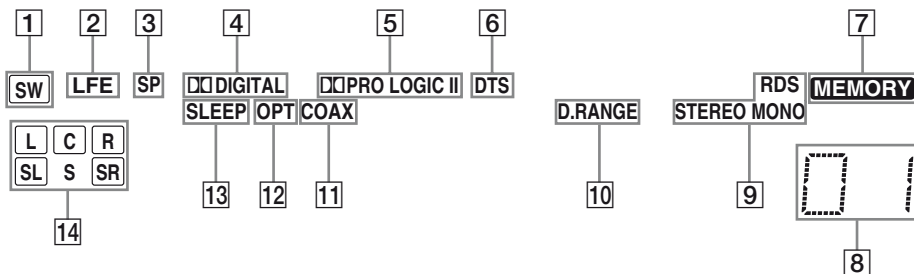 1 2 3 4 5 6 7
SW LFE SP DIGITAL PRO LOGIC II DTS RDS MEMORY
SLEEP OPT COAX D.RANGE STEREO MONO
L C R
SL S SR
01
14 13 12 11 10 9 8